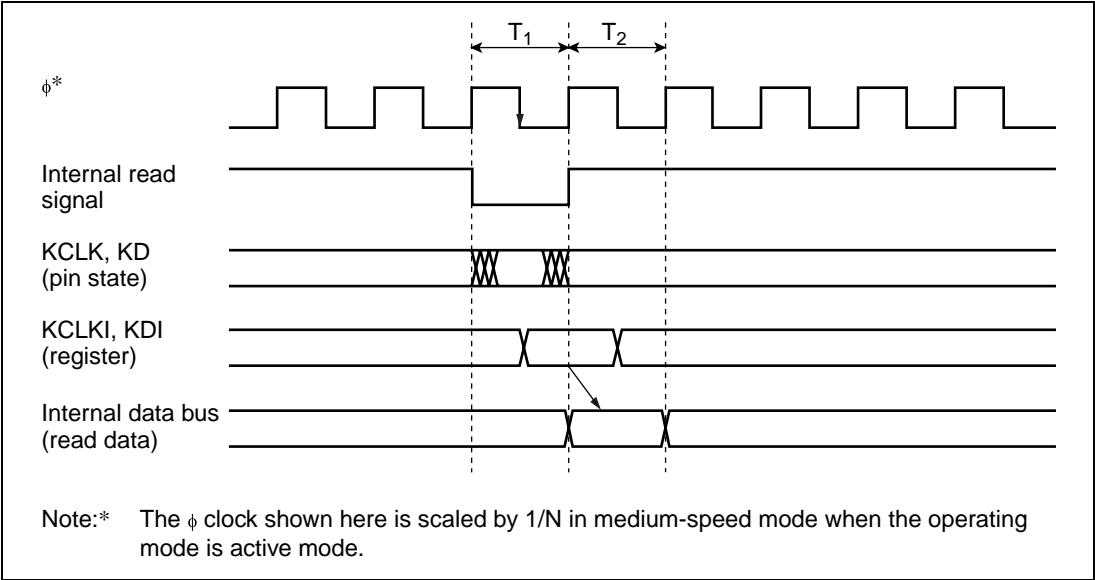 T1 T2
ϕ*
Internal read
signal
KCLK, KD
(pin state)
KCLKI, KDI
(register)
Internal data bus
(read data)
Note:* The ϕ clock shown here is scaled by 1/N in medium-speed mode when the operating
mode is active mode.